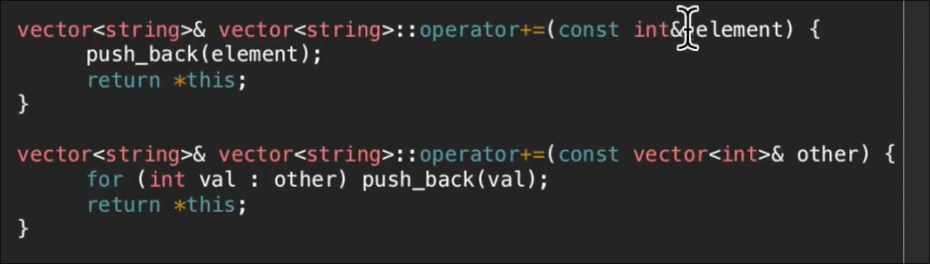 vector<string>& vector<string>::operator+=(const int& element) {
push_back(element);
return *this;
}
vector<string>& vector<string>::operator+=(const vector<int>& other) {
for (int val : other) push_back(val);
return *this;
}